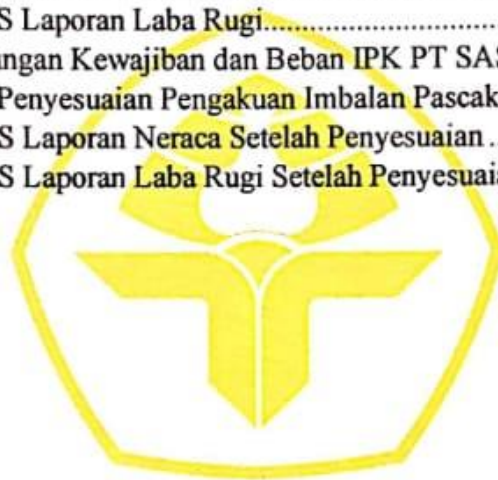 S Laporan Laba Rugi.............................
ngan Kewajiban dan Beban IPK PT SAS
Penyesuaian Pengakuan Imbalan Pascak
S Laporan Neraca Setelah Penyesuaian ..
S Laporan Laba Rugi Setelah Penyesuaia